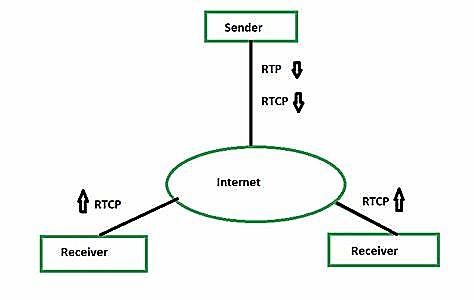 Sender
RTP
RTCP
Internet
RTCP
RTCP
Receiver
Receiver